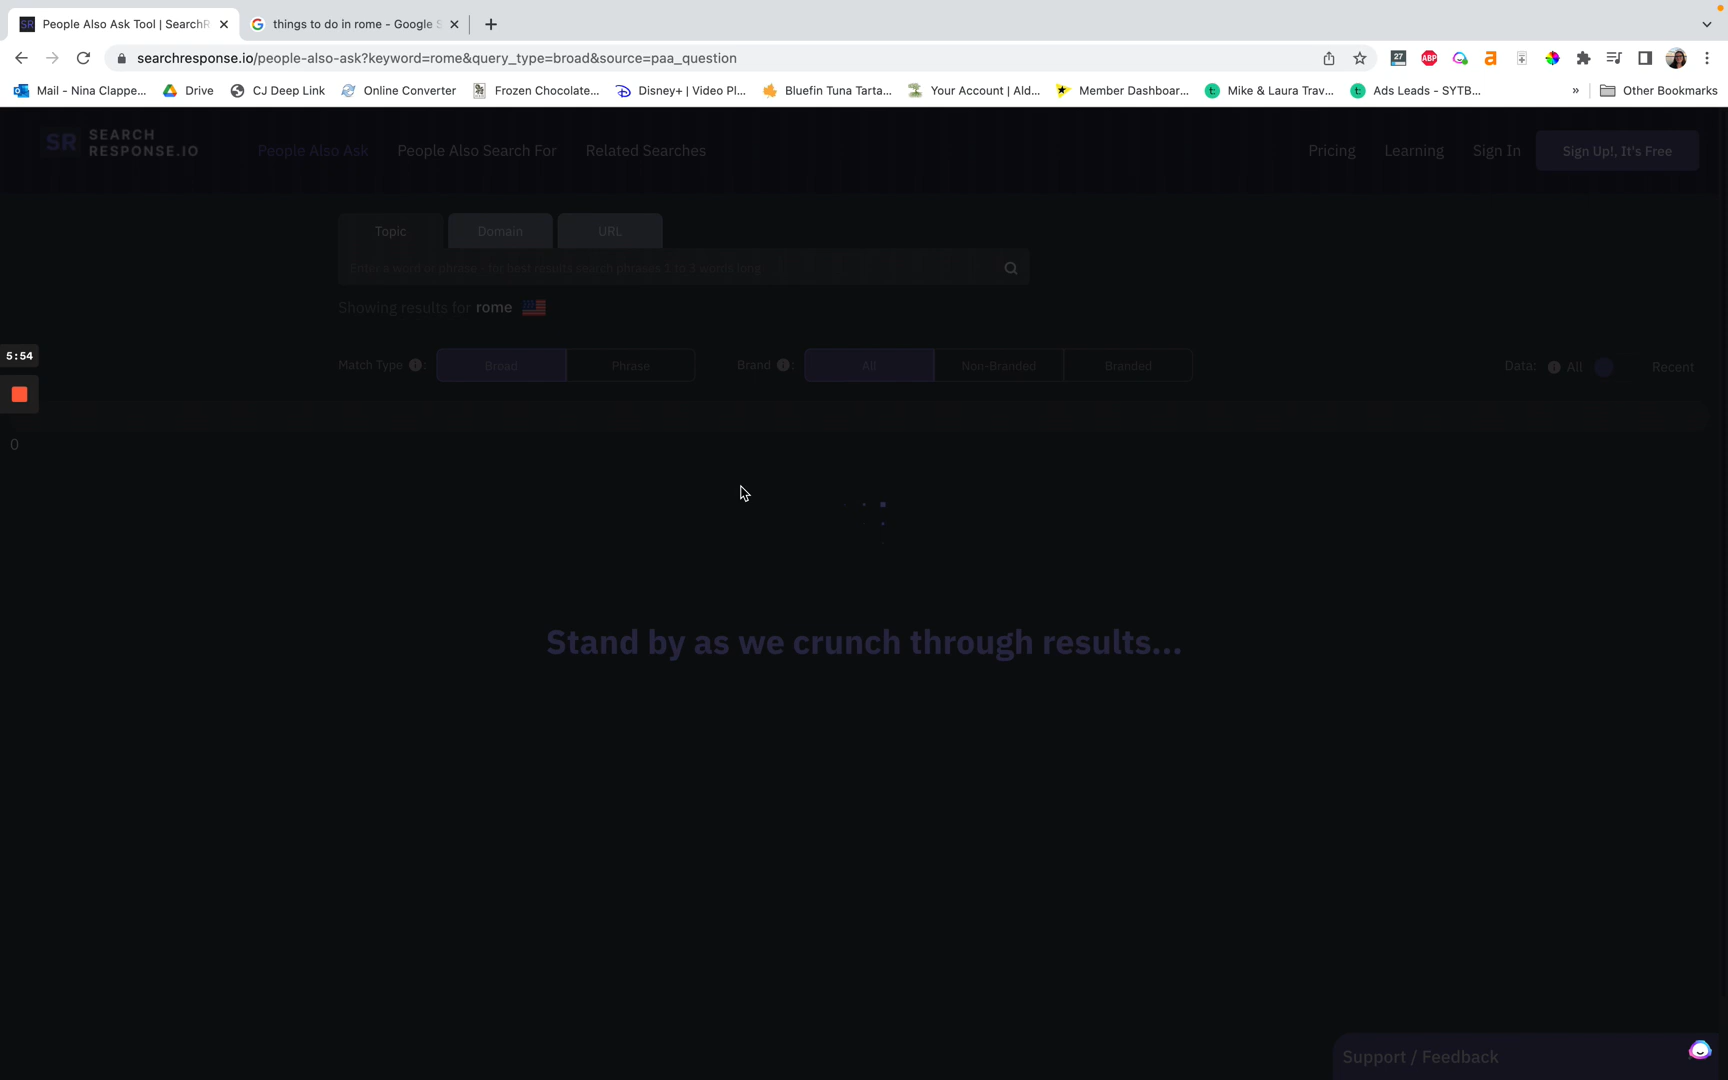 People Also Ask Tool | SearchR
things to do in rome - Google S
searchresponse.io/people-also-ask?keyword=rome&query_type=broad&source=paa_question
27
ABP
Mail - Nina Clappe...
Drive
CJ Deep Link
Online Converter
Frozen Chocolate...
Disney+ | Video Pl...
Bluefin Tuna Tarta...
Your Account | Ald...
Member Dashboar...
Mike & Laura Trav...
Ads Leads - SYTB...
»
Other Bookmarks
SR SEARCH RESPONSE.IO
People Also Ask
People Also Search For
Related Searches
Pricing
Learning
Sign In
Sign Up!, It's Free
Topic
Domain
URL
Enter a word or phrase - for best results search phrases 2 to 3 words long
Showing results for rome
5:54
Match Type
Broad
Phrase
Brand
All
Non-Branded
Branded
Data:
All
Recent
0
Stand by as we crunch through results...
Support / Feedback